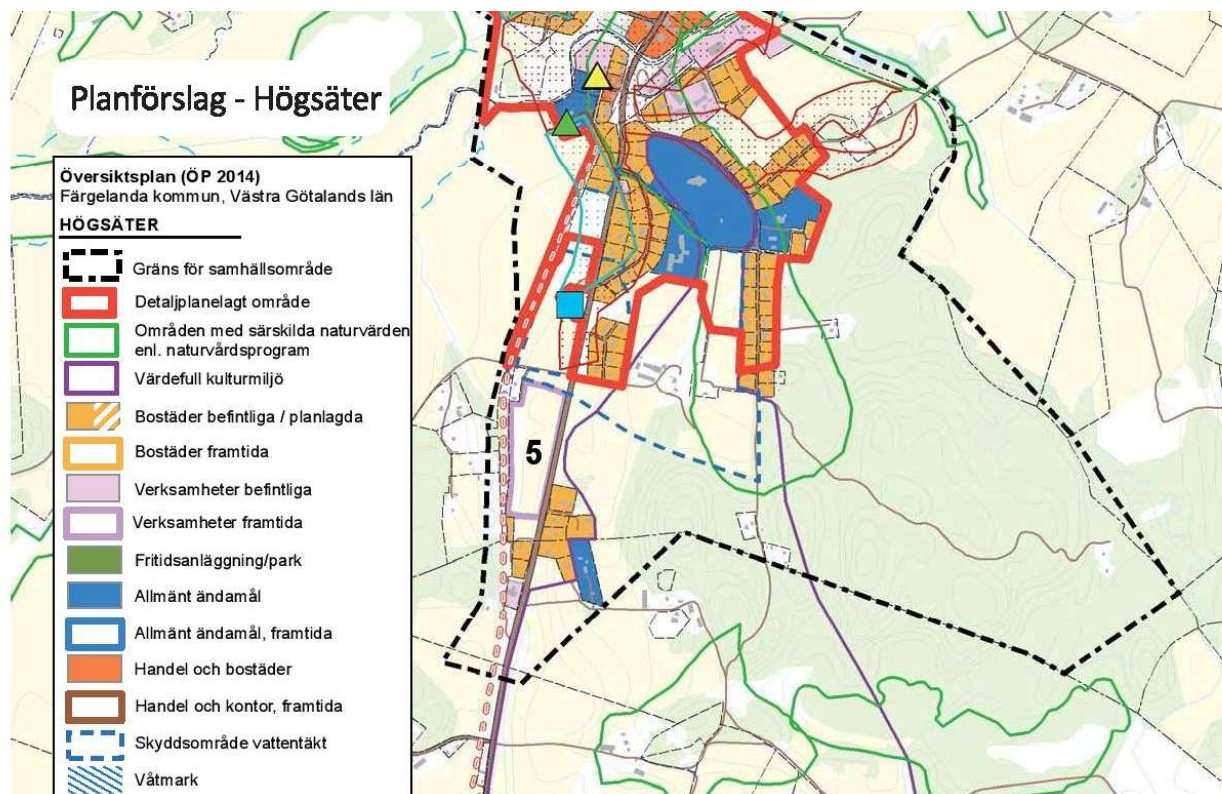 Planförslag - Högsäter
Översiktsplan (ÖP 2014)
Färgelanda kommun, Västra Götalands län
HÖGSÄTER
Gräns för samhällsområde
Detaljplanelagt område
Områden med särskilda naturvärden
enl. naturvårdsprogram
Värdefull kulturmiljö
Bostäder befintliga / planlagda
Bostäder framtida
Verksamheter befintliga
Verksamheter framtida
Fritidsanläggning/park
Allmänt ändamål
Allmänt ändamål, framtida
Handel och bostäder
Handel och kontor, framtida
Skyddsområde vattentäkt
Våtmark
5